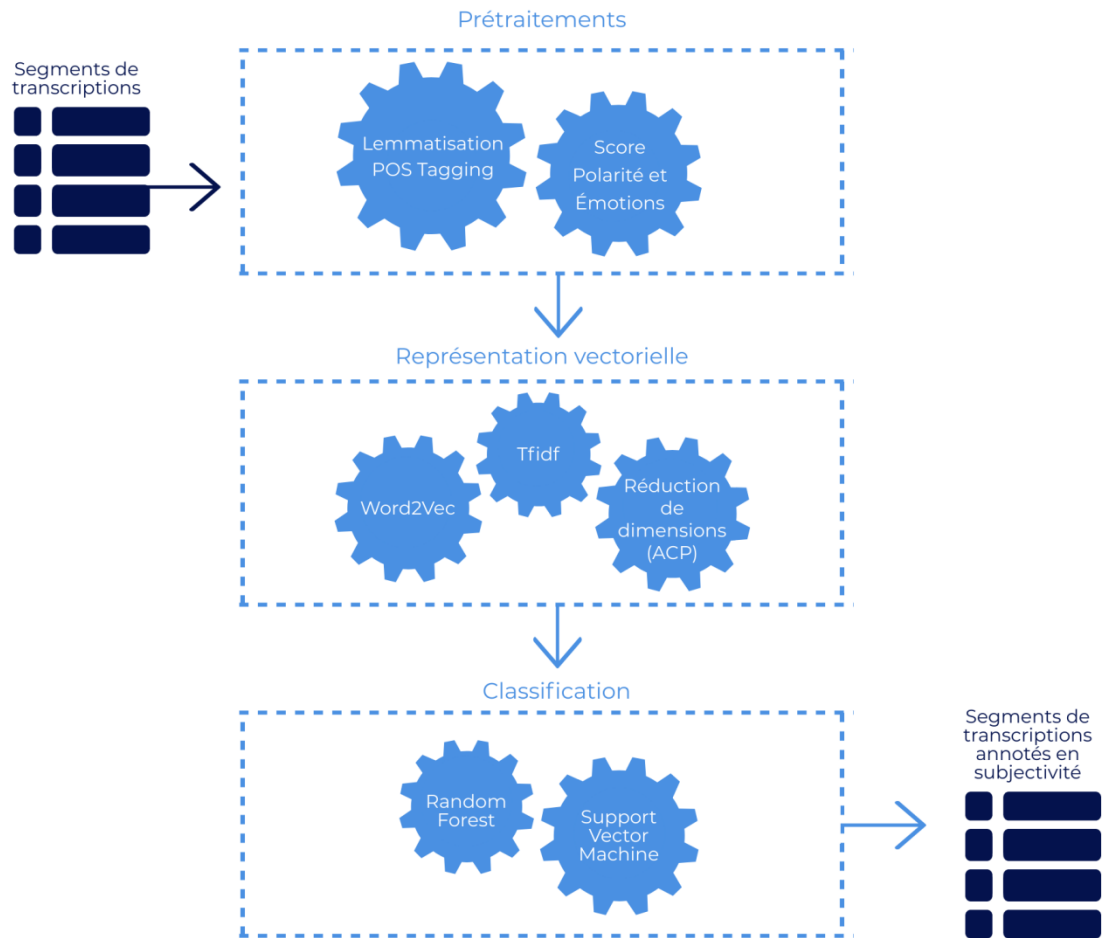 Prétraitements
Segments de
transcriptions
Lemmatisation
POS Tagging
Score
Polarité et
Émotions
Représentation vectorielle
Word2Vec
Tfidf
Réduction
de
dimensions
(ACP)
Classification
Random
Forest
Support
Vector
Machine
Segments de
transcriptions
annotés en
subjectivité